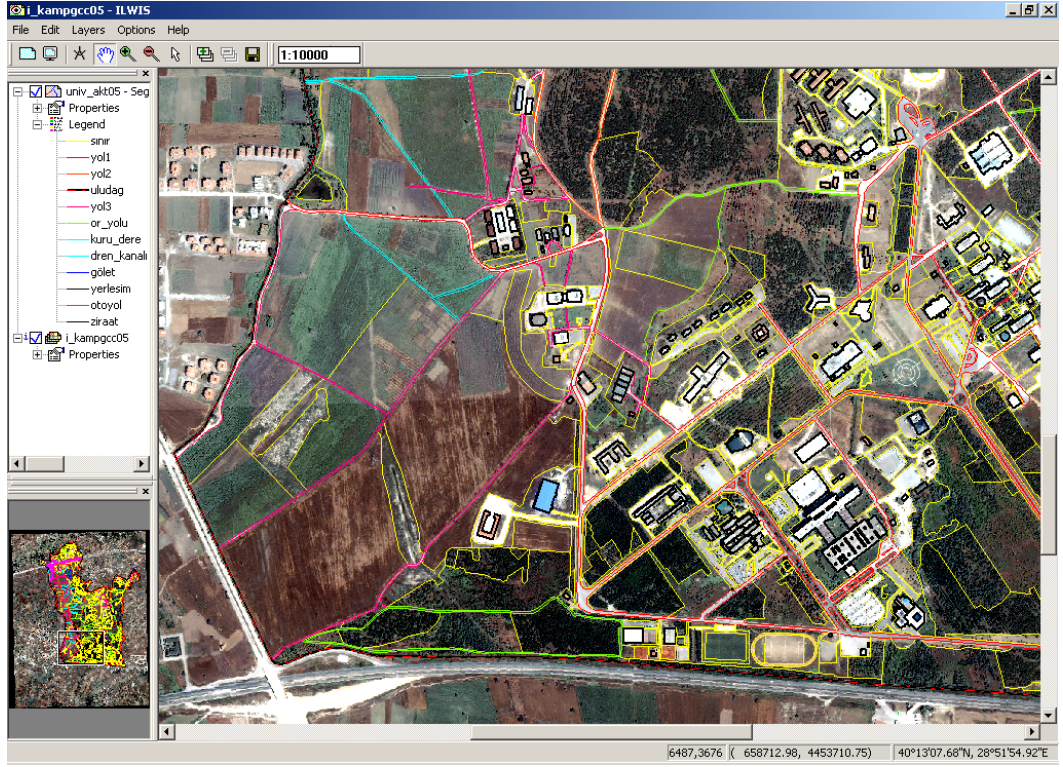 i_kampgcc05 - ILWIS
File Edit Layers Options Help
1:10000
univ_akt05 - Seg
Properties
Legend
sınır
yol1
yol2
uludag
yol3
or_yolu
kuru_dere
dren_kanalı
gölet
yerlesim
otoyol
ziraat
1 i_kampgcc05
Properties
6487,3676 ( 658712.98, 4453710.75) 40°13'07.68"N, 28°51'54.92"E